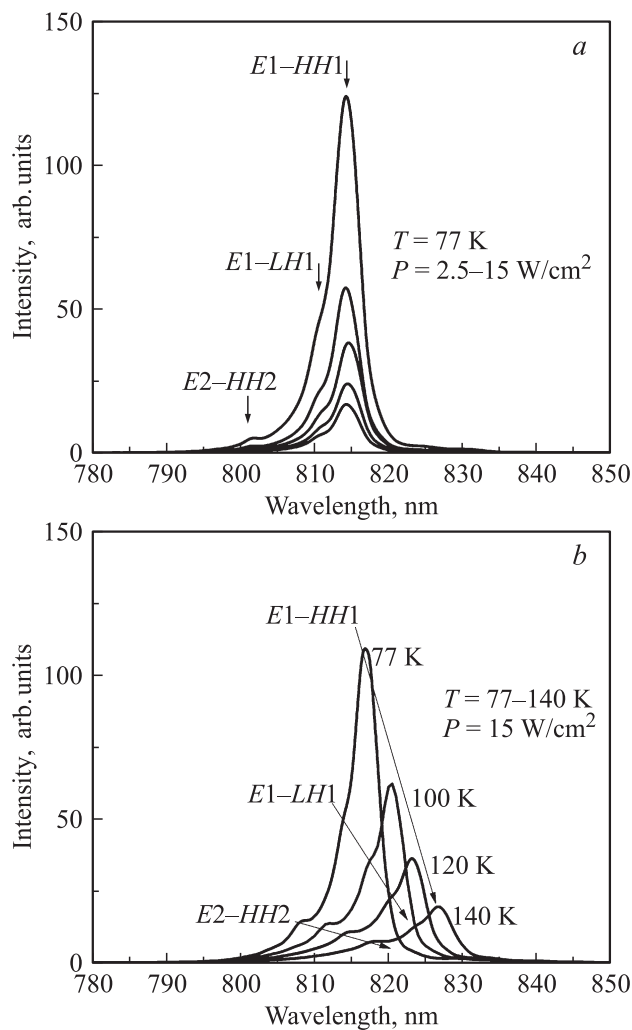 150
a
E1–HH1
100
Intensity, arb. units
T = 77 K
P = 2.5–15 W/cm²
E1–LH1
50
E2–HH2
0
780 790 800 810 820 830 840 850
Wavelength, nm
150
b
E1–HH1
77 K
100
T = 77–140 K
P = 15 W/cm²
Intensity, arb. units
E1–LH1
100 K
50
120 K
E2–HH2
140 K
0
780 790 800 810 820 830 840 850
Wavelength, nm